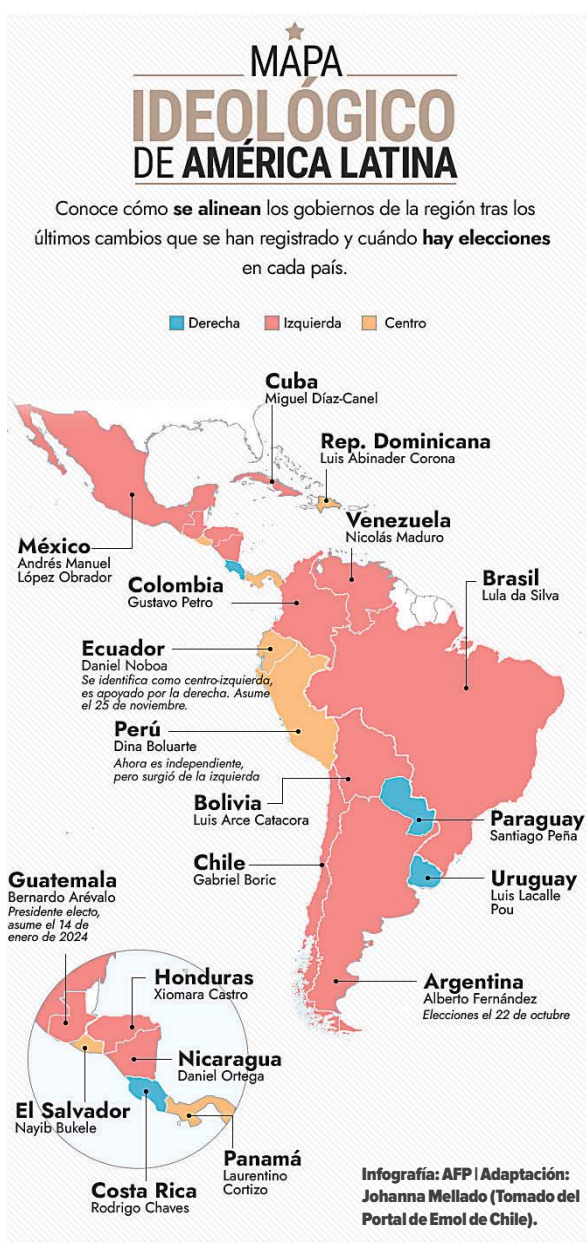 MAPA
IDEOLÓGICO
DE AMÉRICA LATINA
Conoce cómo se alinean los gobiernos de la región tras los
últimos cambios que se han registrado y cuándo hay elecciones
en cada país.
Derecha
Izquierda
Centro
Cuba
Miguel Díaz-Canel
Rep. Dominicana
Luis Abinader Corona
México
Andrés Manuel
López Obrador
Venezuela
Nicolás Maduro
Colombia
Gustavo Petro
Brasil
Lula da Silva
Ecuador
Daniel Noboa
Se identifica como centro-izquierda,
es apoyado por la derecha. Asume
el 25 de noviembre.
Perú
Dina Boluarte
Ahora es independiente,
pero surgió de la izquierda
Bolivia
Luis Arce Catacora
Paraguay
Santiago Peña
Chile
Gabriel Boric
Uruguay
Luis Lacalle
Pou
Guatemala
Bernardo Arévalo
Presidente electo,
asume el 14 de
enero de 2024
Argentina
Alberto Fernández
Elecciones el 22 de octubre
Honduras
Xiomara Castro
Nicaragua
Daniel Ortega
El Salvador
Nayib Bukele
Panamá
Laurentino
Cortizo
Costa Rica
Rodrigo Chaves
Infografía: AFP | Adaptación:
Johanna Mellado (Tomado del
Portal de Emol de Chile).